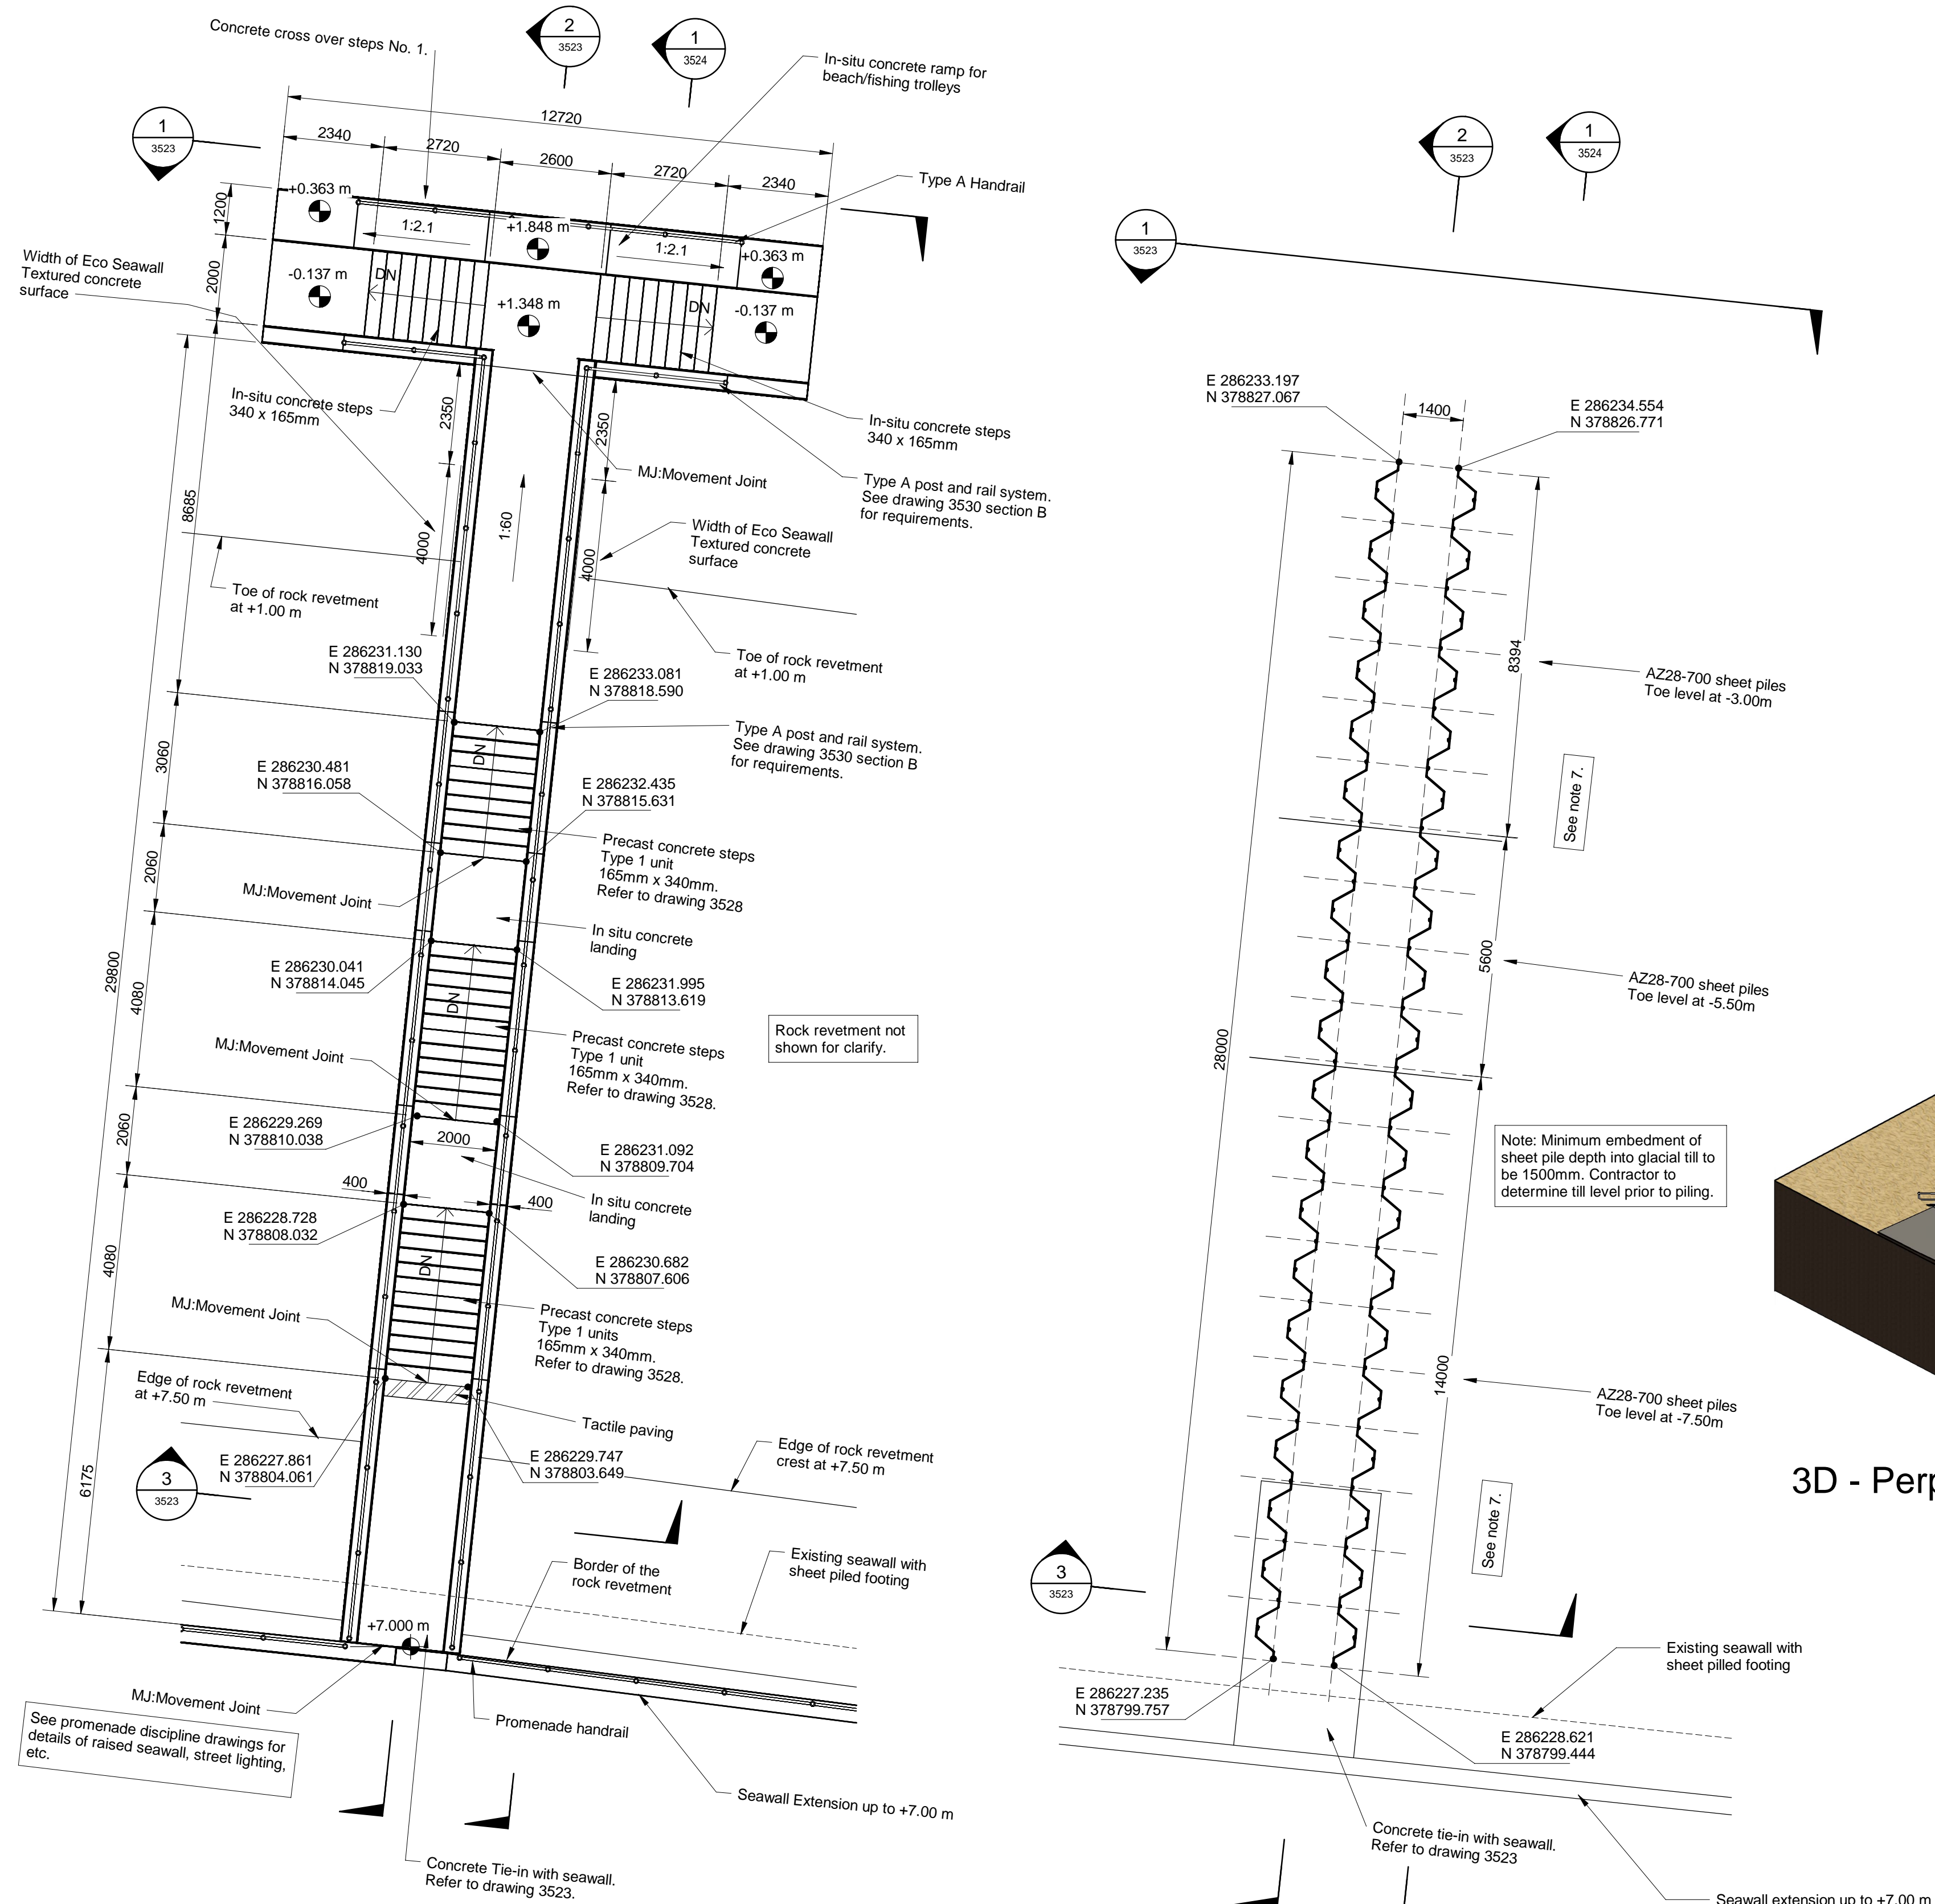 Concrete cross over steps No. 1.
2
3523
1
3524
In-situ concrete ramp for
beach/fishing trolleys
1
3523
12720
2340
2720
2600
2720
2340
Type A Handrail
1200
2000
+0.363 m
1:2.1
+1.848 m
1:2.1
+0.363 m
Width of Eco Seawall
Textured concrete
surface
-0.137 m
DN
+1.348 m
DN
-0.137 m
In-situ concrete steps
340 x 165mm
2350
2350
In-situ concrete steps
340 x 165mm
MJ:Movement Joint
Type A post and rail system.
See drawing 3530 section B
for requirements.
8685
1:60
4000
4000
Width of Eco Seawall
Textured concrete
surface
Toe of rock revetment
at +1.00 m
Toe of rock revetment
at +1.00 m
E 286231.130
N 378819.033
E 286233.081
N 378818.590
3060
DN
Type A post and rail system.
See drawing 3530 section B
for requirements.
E 286230.481
N 378816.058
E 286232.435
N 378815.631
2060
MJ:Movement Joint
Precast concrete steps
Type 1 unit
165mm x 340mm.
Refer to drawing 3528
In situ concrete
landing
29800
E 286230.041
N 378814.045
E 286231.995
N 378813.619
4080
DN
MJ:Movement Joint
Precast concrete steps
Type 1 unit
165mm x 340mm.
Refer to drawing 3528.
Rock revetment not
shown for clarify.
2060
E 286229.269
N 378810.038
2000
E 286231.092
N 378809.704
400
400
In situ concrete
landing
E 286228.728
N 378808.032
E 286230.682
N 378807.606
4080
DN
MJ:Movement Joint
Precast concrete steps
Type 1 units
165mm x 340mm.
Refer to drawing 3528.
Edge of rock revetment
at +7.50 m
Tactile paving
6175
3
3523
E 286227.861
N 378804.061
E 286229.747
N 378803.649
Edge of rock revetment
crest at +7.50 m
Border of the
rock revetment
Existing seawall with
sheet piled footing
+7.000 m
MJ:Movement Joint
Promenade handrail
See promenade discipline drawings for
details of raised seawall, street lighting,
etc.
Seawall Extension up to +7.00 m
Concrete Tie-in with seawall.
Refer to drawing 3523.
2
3523
1
3524
1
3523
E 286233.197
N 378827.067
1400
E 286234.554
N 378826.771
8394
AZ28-700 sheet piles
Toe level at -3.00m
See note 7.
5600
AZ28-700 sheet piles
Toe level at -5.50m
28000
Note: Minimum embedment of
sheet pile depth into glacial till to
be 1500mm. Contractor to
determine till level prior to piling.
14000
AZ28-700 sheet piles
Toe level at -7.50m
3D - Perp
See note 7.
3
3523
Existing seawall with
sheet pilled footing
E 286227.235
N 378799.757
E 286228.621
N 378799.444
Concrete tie-in with seawall.
Refer to drawing 3523
Seawall extension up to +7.00 m